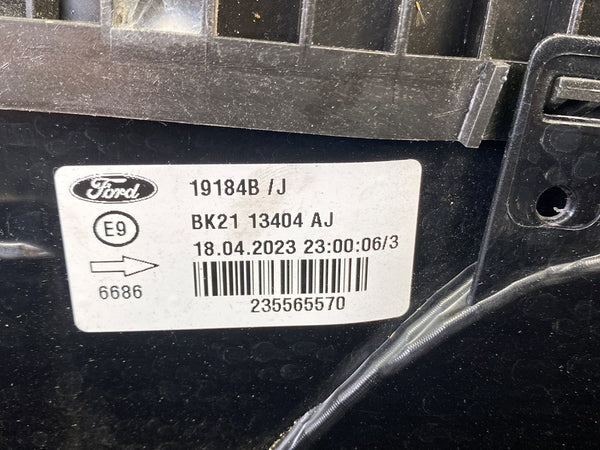 Ford
19184B /J
E9
BK21 13404 AJ
18.04.2023 23:00:06/3
6686
235565570